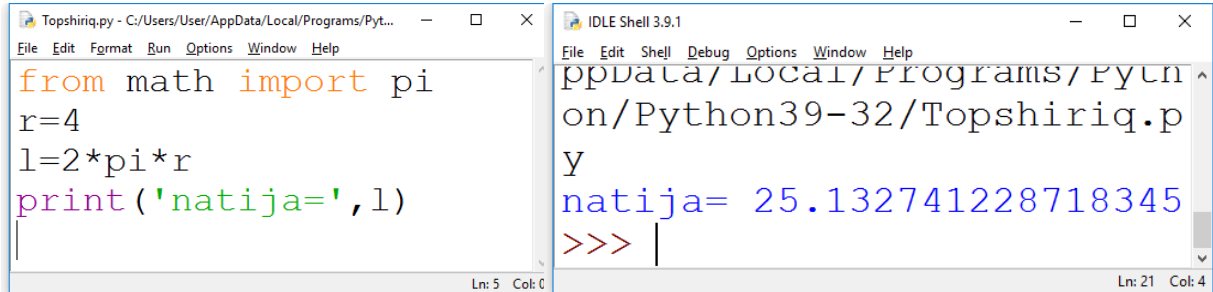 Topshiriq.py - C:/Users/User/AppData/Local/Programs/Pyt...
File Edit Format Run Options Window Help
from math import pi
r=4
l=2*pi*r
print('natija=',l)
Ln: 5 Col: 0
IDLE Shell 3.9.1
File Edit Shell Debug Options Window Help
ppData/Local/Programs/Pyth
on/Python39-32/Topshiriq.p
y
natija= 25.132741228718345
>>>
Ln: 21 Col: 4